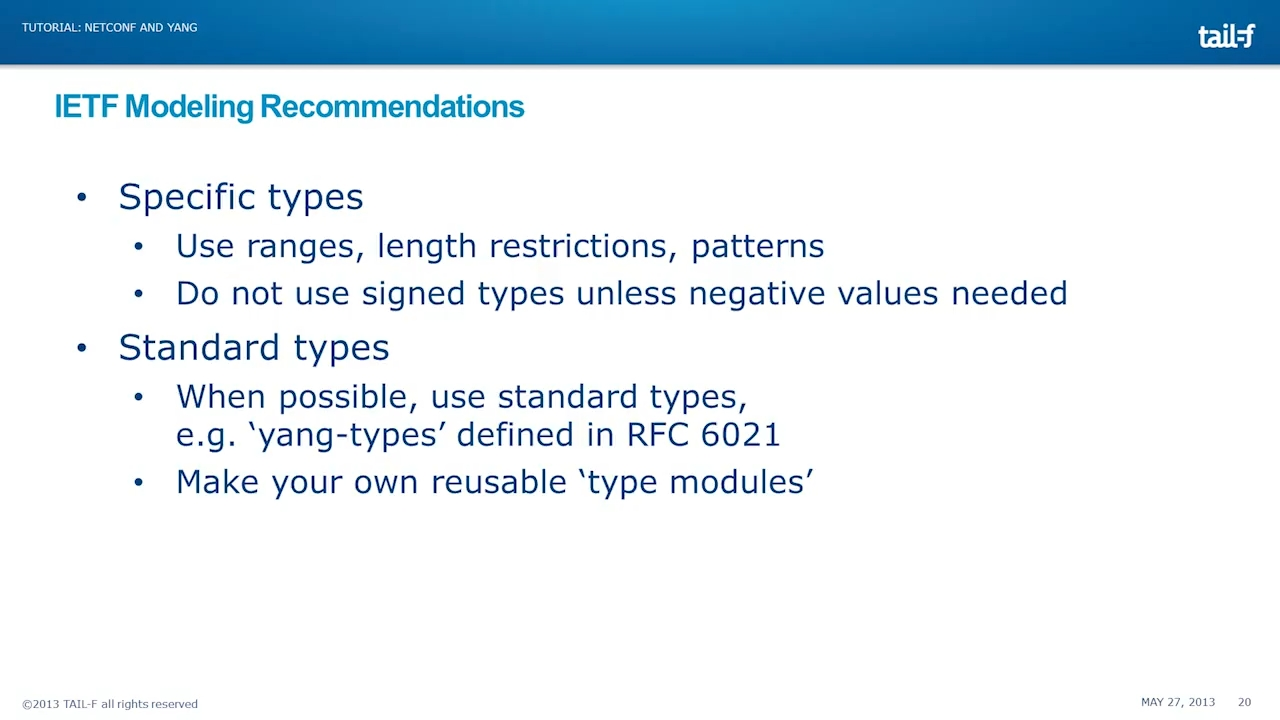 TUTORIAL: NETCONF AND YANG
tail-f
IETF Modeling Recommendations
• Specific types
• Use ranges, length restrictions, patterns
• Do not use signed types unless negative values needed
• Standard types
• When possible, use standard types,
e.g. ‘yang-types’ defined in RFC 6021
• Make your own reusable ‘type modules’
©2013 TAIL-F all rights reserved
MAY 27, 2013 20